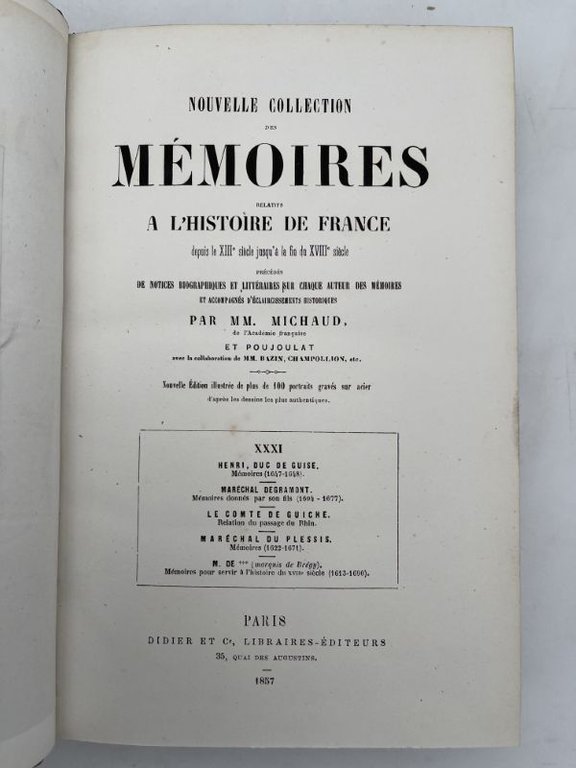 NOUVELLE COLLECTION
DES
MÉMOIRES
RELATIFS
A L'HISTOIRE DE FRANCE
depuis le XIIIe siècle jusqu'à la fin du XVIIIe siècle
PRÉCÉDÉS
DE NOTICES BIOGRAPHIQUES ET LITTÉRAIRES SUR CHAQUE AUTEUR DES MÉMOIRES
ET ACCOMPAGNÉS D'ÉCLAIRCISSEMENTS HISTORIQUES
PAR MM. MICHAUD,
de l'Académie française
ET POUJOULAT
avec la collaboration de MM. BAZIN, CHAMPOLLION, etc.
Nouvelle Édition illustrée de plus de 100 portraits gravés sur acier
d'après les dessins les plus authentiques.
XXXI
HENRI, DUC DE GUISE,
Mémoires (1647-1648).
MARÉCHAL DEGRAMONT.
Mémoires donnés par son fils (1604 - 1677).
LE COMTE DE GUICHE.
Relation du passage du Rhin.
MARÉCHAL DU PLESSIS.
Mémoires (1622-1671).
M. DE *** (marquis de Brégy).
Mémoires pour servir à l'histoire du XVIIe siècle (1613-1690).
PARIS
DIDIER ET Ce, LIBRAIRES-ÉDITEURS
35, QUAI DES AUGUSTINS.
1857